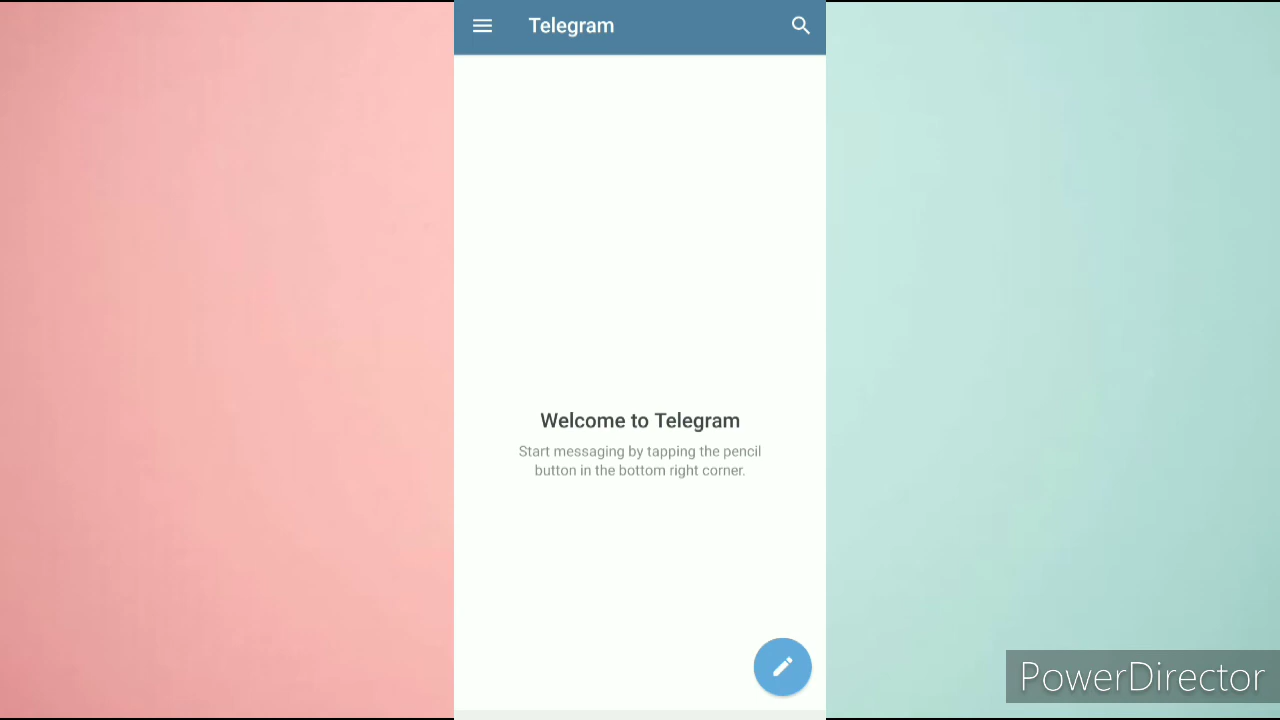 Telegram
Welcome to Telegram
Start messaging by tapping the pencil
button in the bottom right corner.
PowerDirector